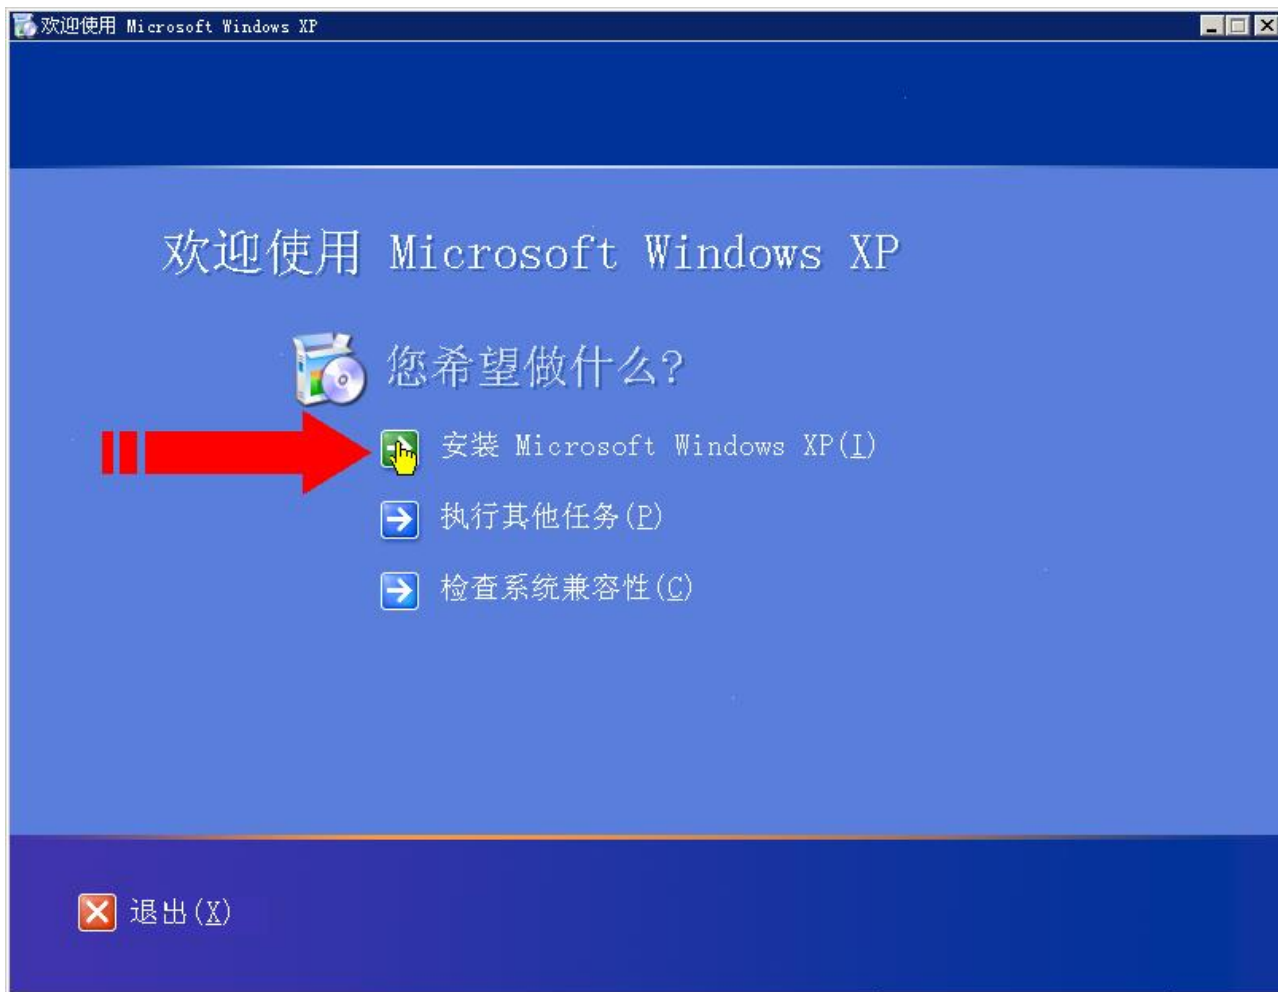 欢迎使用 Microsoft Windows XP
欢迎使用 Microsoft Windows XP
您希望做什么?
安装 Microsoft Windows XP(I)
执行其他任务(P)
检查系统兼容性(C)
退出(X)